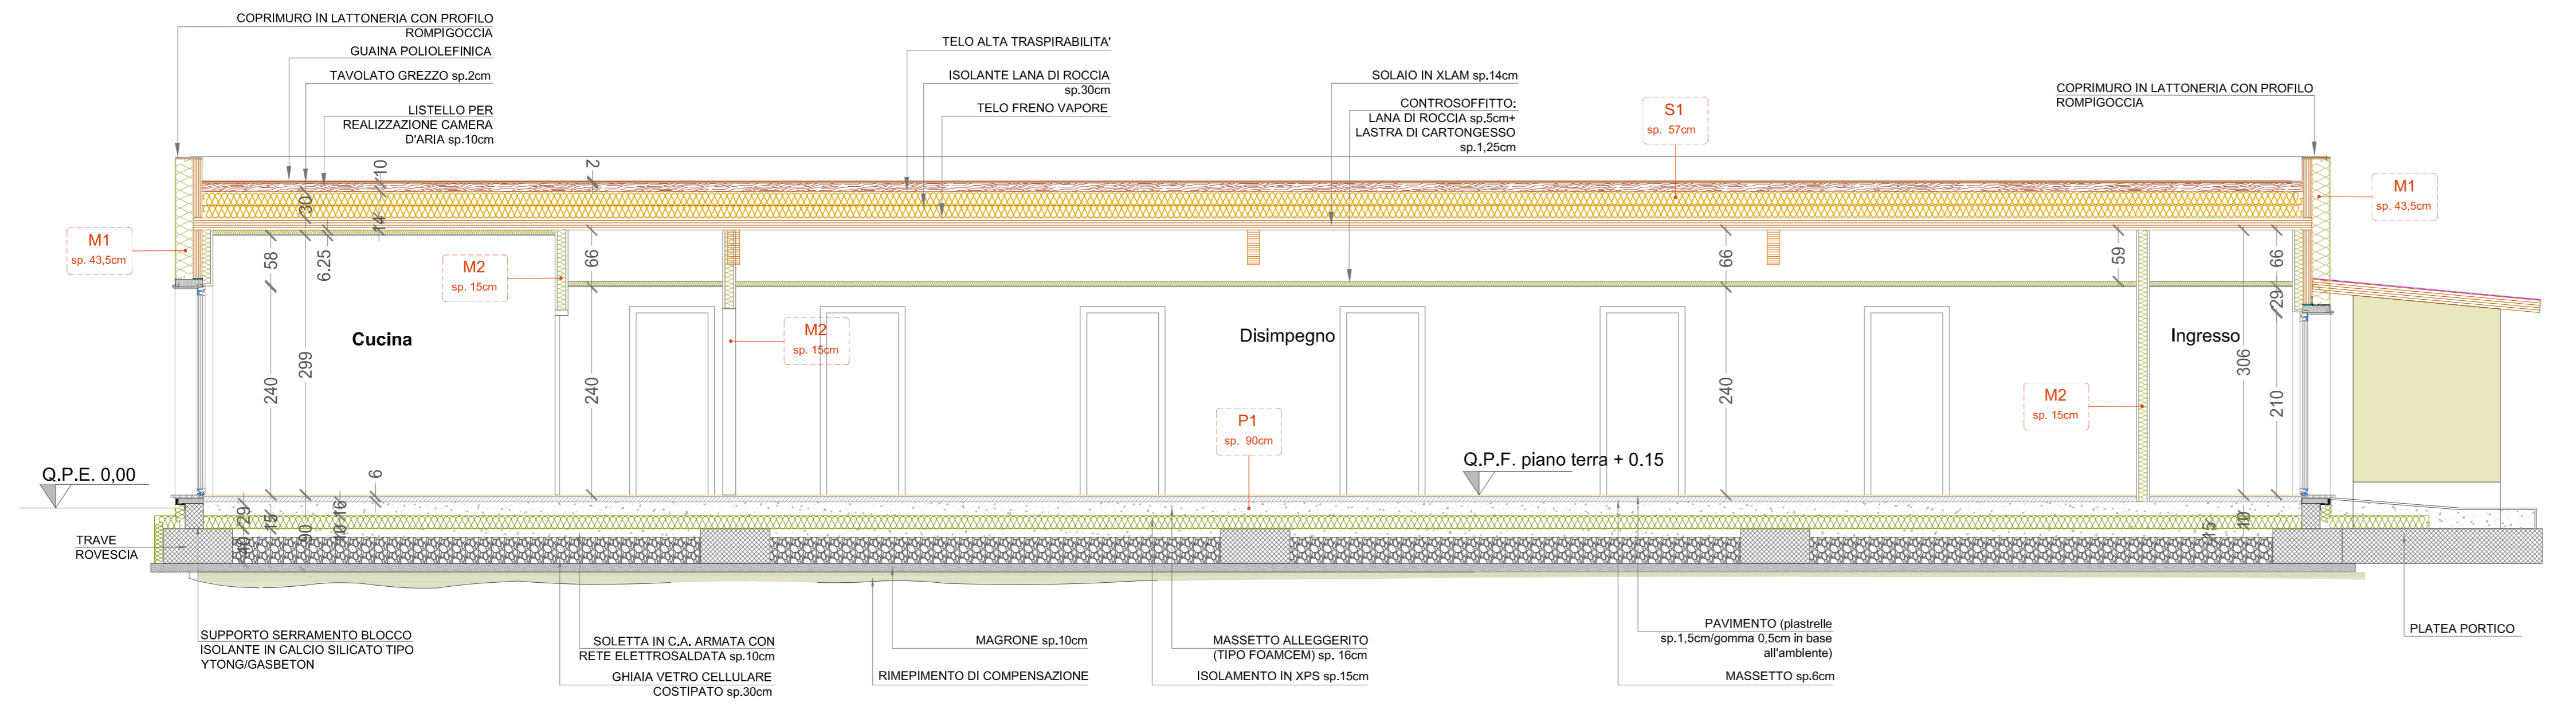 COPRIMURO IN LATTONERIA CON PROFILO
ROMPIGOCCIA
GUAINA POLIOLEFINICA
TAVOLATO GREZZO sp.2cm
LISTELLO PER
REALIZZAZIONE CAMERA
D'ARIA sp.10cm
TELO ALTA TRASPIRABILITA'
ISOLANTE LANA DI ROCCIA
sp.30cm
TELO FRENO VAPORE
SOLAIO IN XLAM sp.14cm
CONTROSOFFITTO:
LANA DI ROCCIA sp.5cm+
LASTRA DI CARTONGESSO
sp.1,25cm
S1
sp. 57cm
COPRIMURO IN LATTONERIA CON PROFILO
ROMPIGOCCIA
M1
sp. 43,5cm
M1
sp. 43,5cm
10
2
30
14
58
6.25
66
66
59
66
29
M2
sp. 15cm
M2
sp. 15cm
Cucina
Disimpegno
Ingresso
299
240
240
240
306
210
M2
sp. 15cm
P1
sp. 90cm
Q.P.E. 0,00
Q.P.F. piano terra + 0.15
6
29
15
90
16
10
40
15
10
TRAVE
ROVESCIA
SUPPORTO SERRAMENTO BLOCCO
ISOLANTE IN CALCIO SILICATO TIPO
YTONG/GASBETON
SOLETTA IN C.A. ARMATA CON
RETE ELETTROSALDATA sp.10cm
GHIAIA VETRO CELLULARE
COSTIPATO sp.30cm
MAGRONE sp.10cm
RIMEPIMENTO DI COMPENSAZIONE
MASSETTO ALLEGGERITO
(TIPO FOAMCEM) sp. 16cm
ISOLAMENTO IN XPS sp.15cm
PAVIMENTO (piastrelle
sp.1,5cm/gomma 0,5cm in base
all'ambiente)
MASSETTO sp.6cm
PLATEA PORTICO